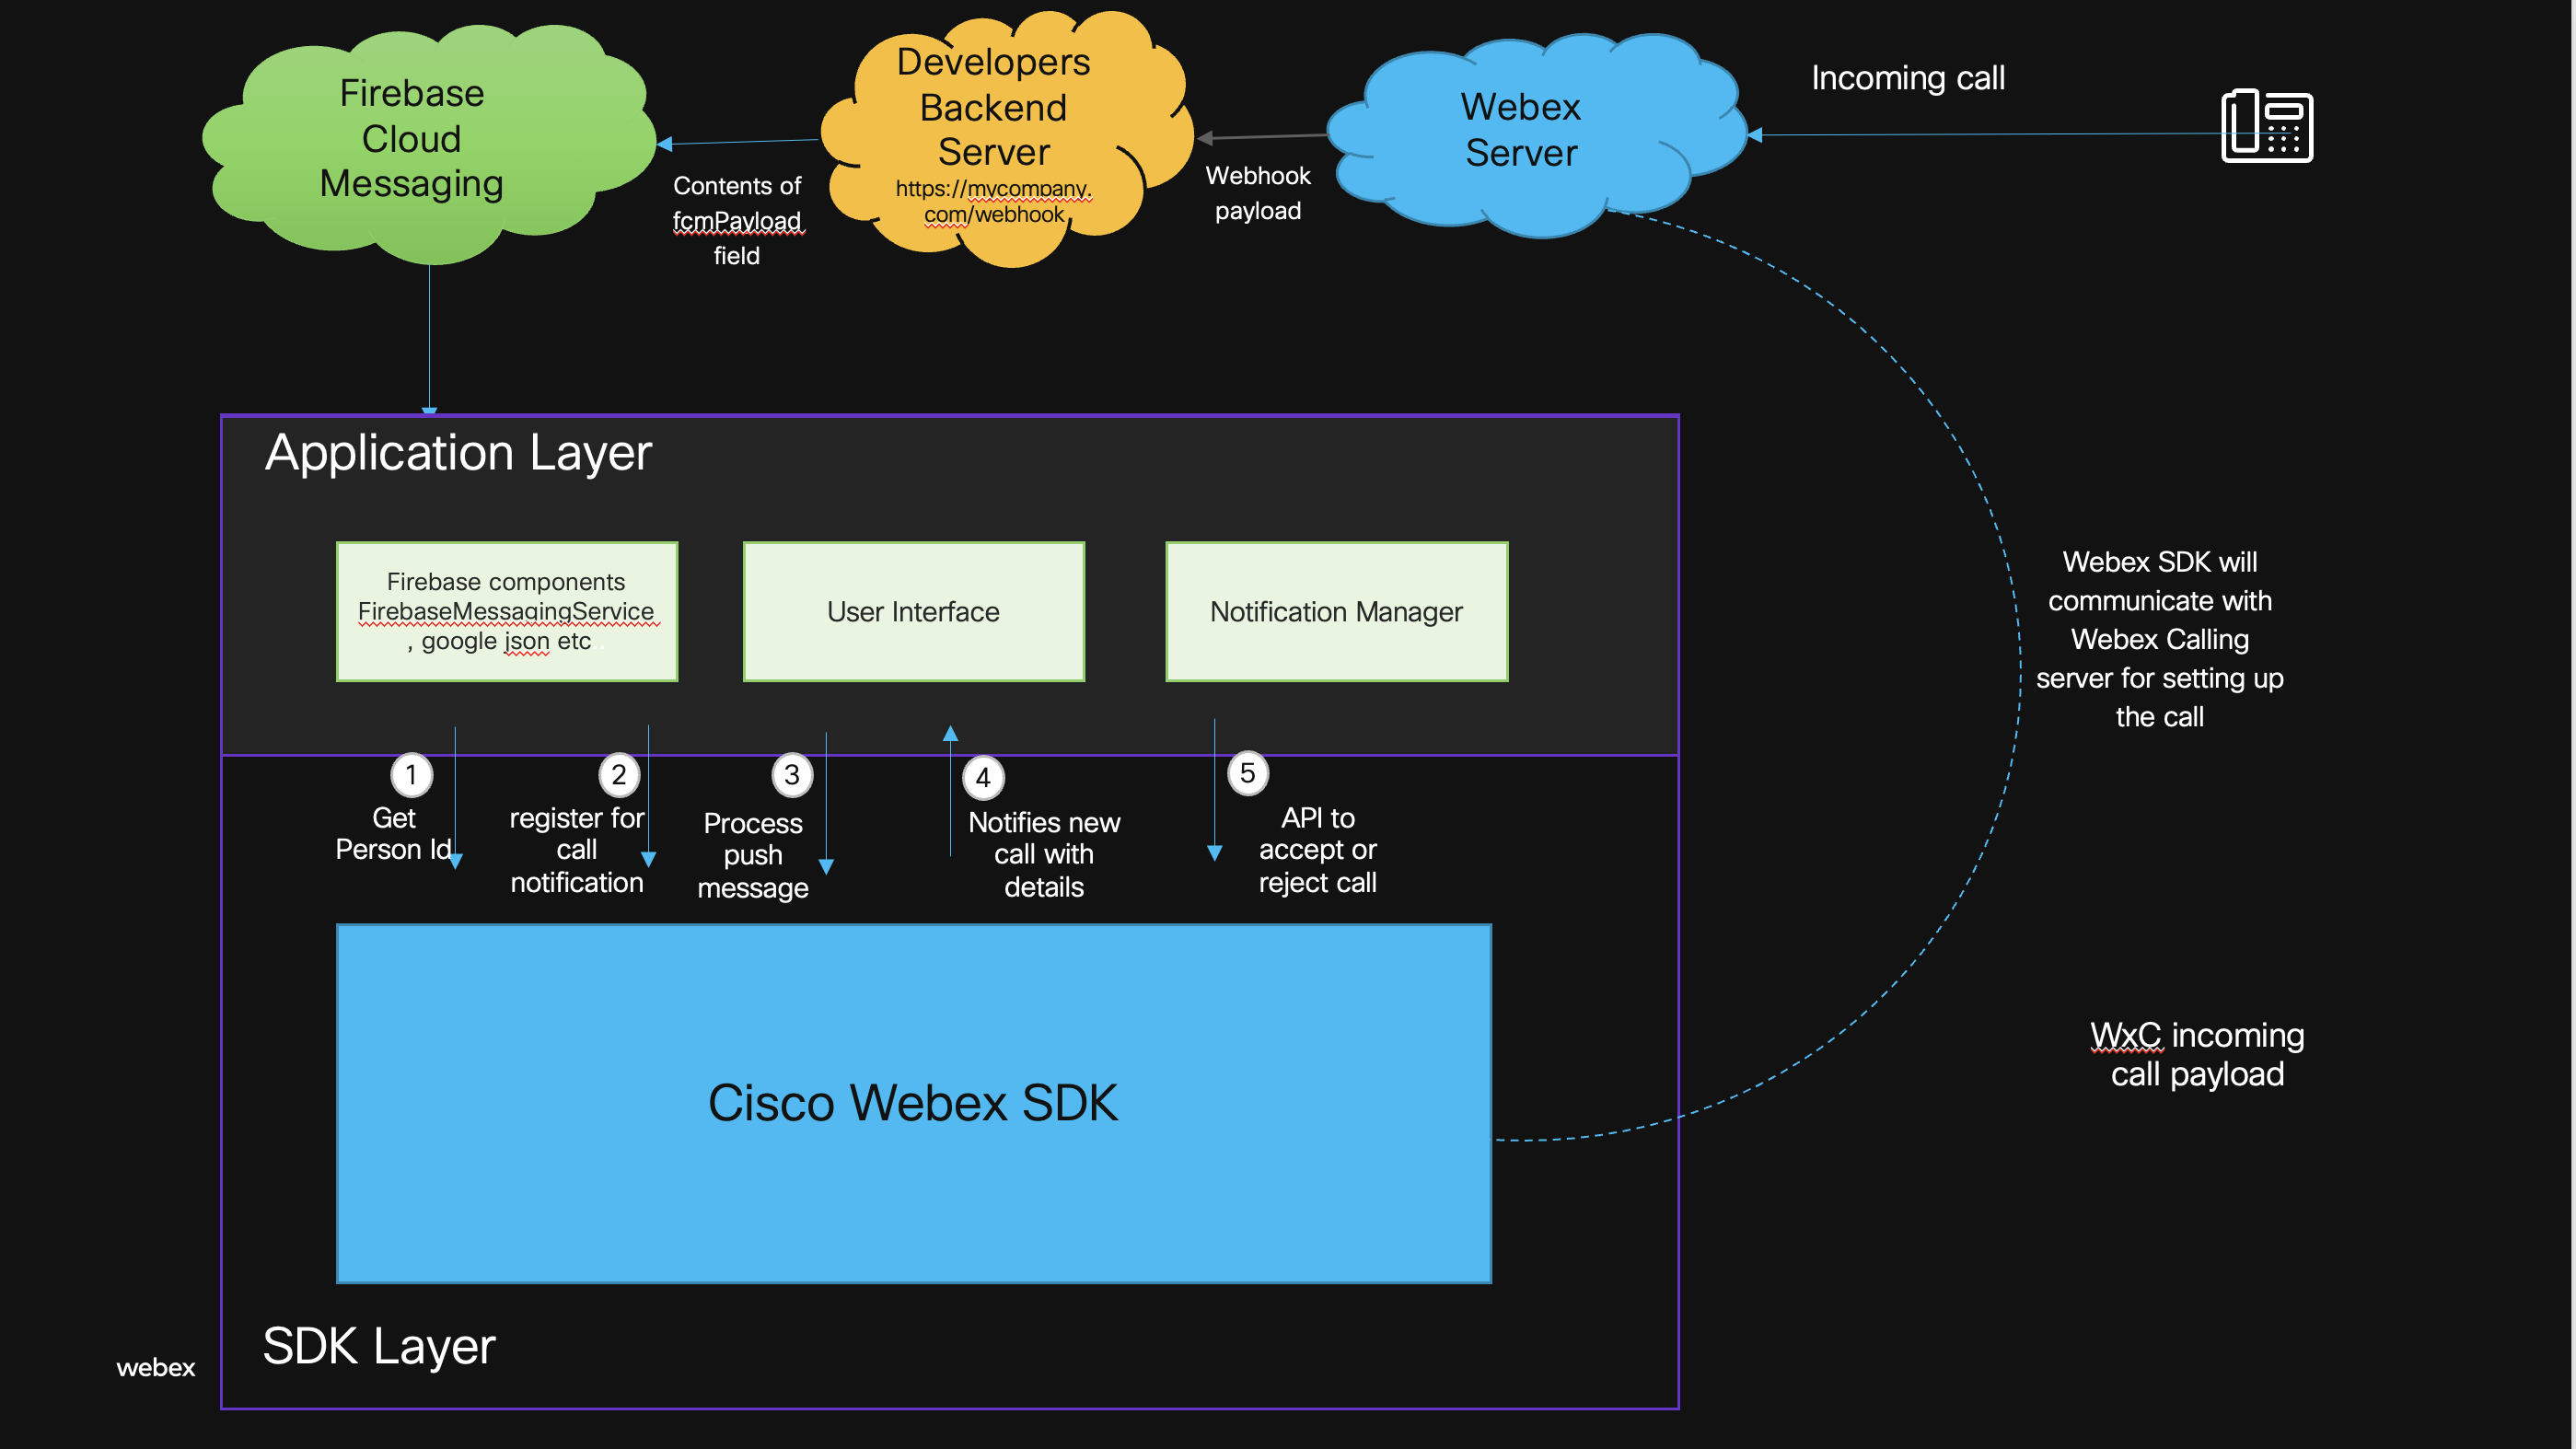 Firebase
Cloud
Messaging
Contents of
fcmPayload
field
Developers
Backend
Server
https://mycompany.
com/webhook
Webhook
payload
Webex
Server
Incoming call
Application Layer
Firebase components
FirebaseMessagingService
, google json etc..
User Interface
Notification Manager
Webex SDK will
communicate with
Webex Calling
server for setting up
the call
1
Get
Person Id
2
register for
call
notification
3
Process
push
message
4
Notifies new
call with
details
5
API to
accept or
reject call
Cisco Webex SDK
WxC incoming
call payload
SDK Layer
webex